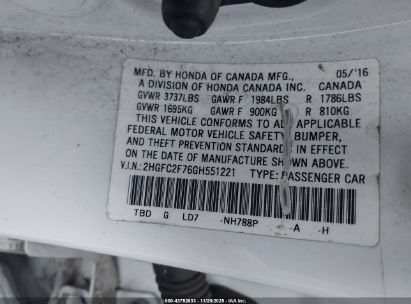 MFD. BY HONDA OF CANADA MFG., CANADA 05/'16
A DIVISION OF HONDA CANADA INC.
GVWR 3737LBS GAWR F 1984LBS R 1786LBS
GVWR 1695KG GAWR F 900KG R 810KG
THIS VEHICLE CONFORMS TO ALL APPLICABLE
FEDERAL MOTOR VEHICLE SAFETY, BUMPER,
AND THEFT PREVENTION STANDARDS IN EFFECT
ON THE DATE OF MANUFACTURE SHOWN ABOVE.
V.I.N.: 2HGFC2F76GH551221 TYPE: PASSENGER CAR
TBD G LD7 -NH788P -A -H